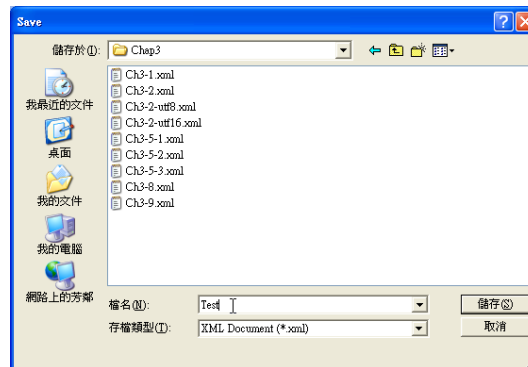 Save
儲存於(I):
Chap3
我最近的文件
桌面
我的文件
我的電腦
網路上的芳鄰
Ch3-1.xml
Ch3-2.xml
Ch3-2-utf8.xml
Ch3-2-utf16.xml
Ch3-5-1.xml
Ch3-5-2.xml
Ch3-5-3.xml
Ch3-8.xml
Ch3-9.xml
檔名(N):
Test
儲存(S)
存檔類型(T):
XML Document (*.xml)
取消